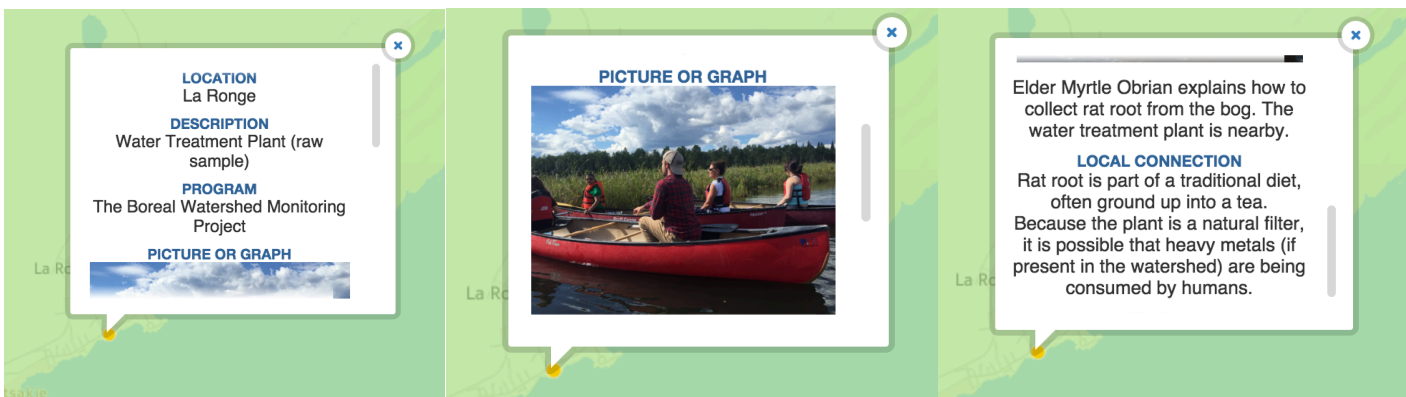 LOCATION
La Ronge
DESCRIPTION
Water Treatment Plant (raw
sample)
PROGRAM
The Boreal Watershed Monitoring
Project
PICTURE OR GRAPH
La Ro
tsakie
PICTURE OR GRAPH
La Ro
Elder Myrtle Obrian explains how to
collect rat root from the bog. The
water treatment plant is nearby.
LOCAL CONNECTION
Rat root is part of a traditional diet,
often ground up into a tea.
Because the plant is a natural filter,
it is possible that heavy metals (if
present in the watershed) are being
consumed by humans.
La Ro